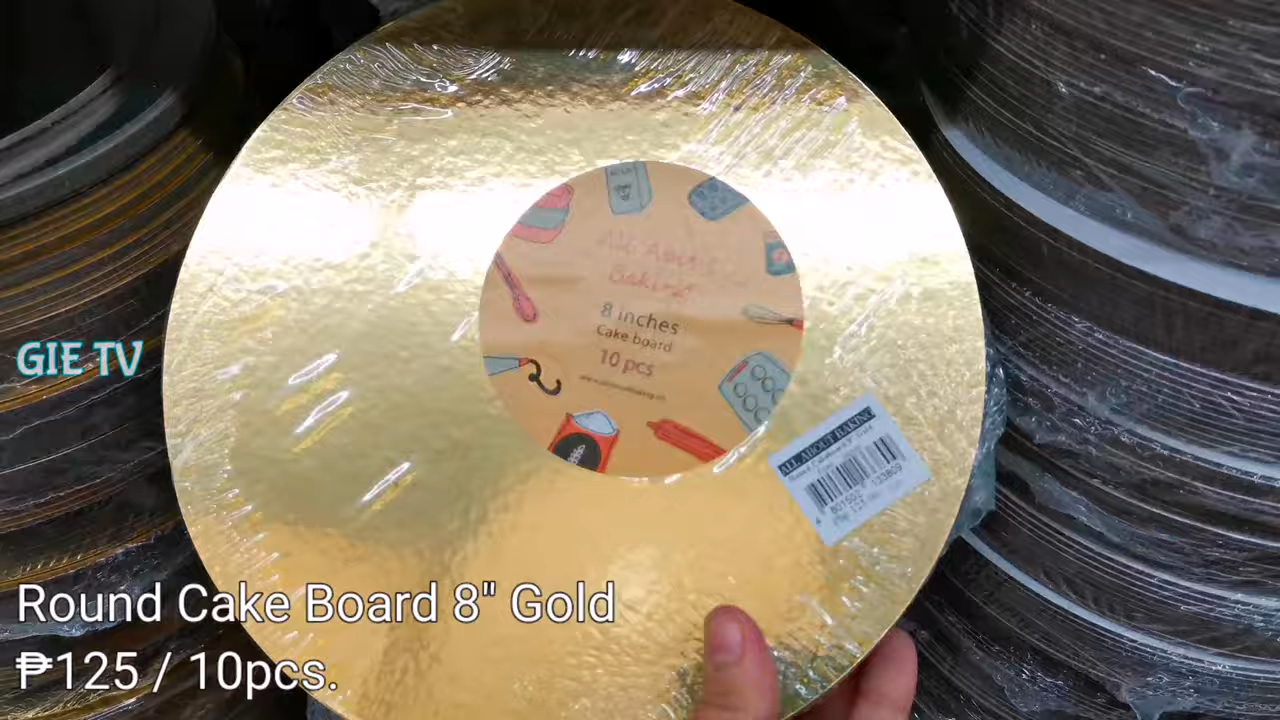 All About
Baking
8 inches
Cake board
10 pcs
ALL ABOUT BAKING
GIE TV
Round Cake Board 8" Gold
₱125 / 10pcs.